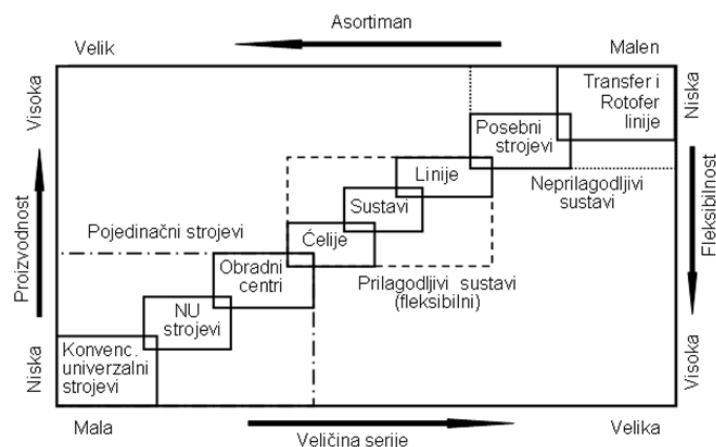 Asortiman
Velik
Malen
Visoka
Niska
Transfer i
Rotofer
linije
Posebni
strojevi
Linije
Neprilagodljivi
sustavi
Sustavi
Pojedinačni strojevi
Ćelije
Proizvodnost
Fleksibilnost
Obradni
centri
Prilagodljivi sustavi
(fleksibilni)
NU
strojevi
Konvenc.
univerzalni
strojevi
Niska
Visoka
Mala
Veličina serije
Velika